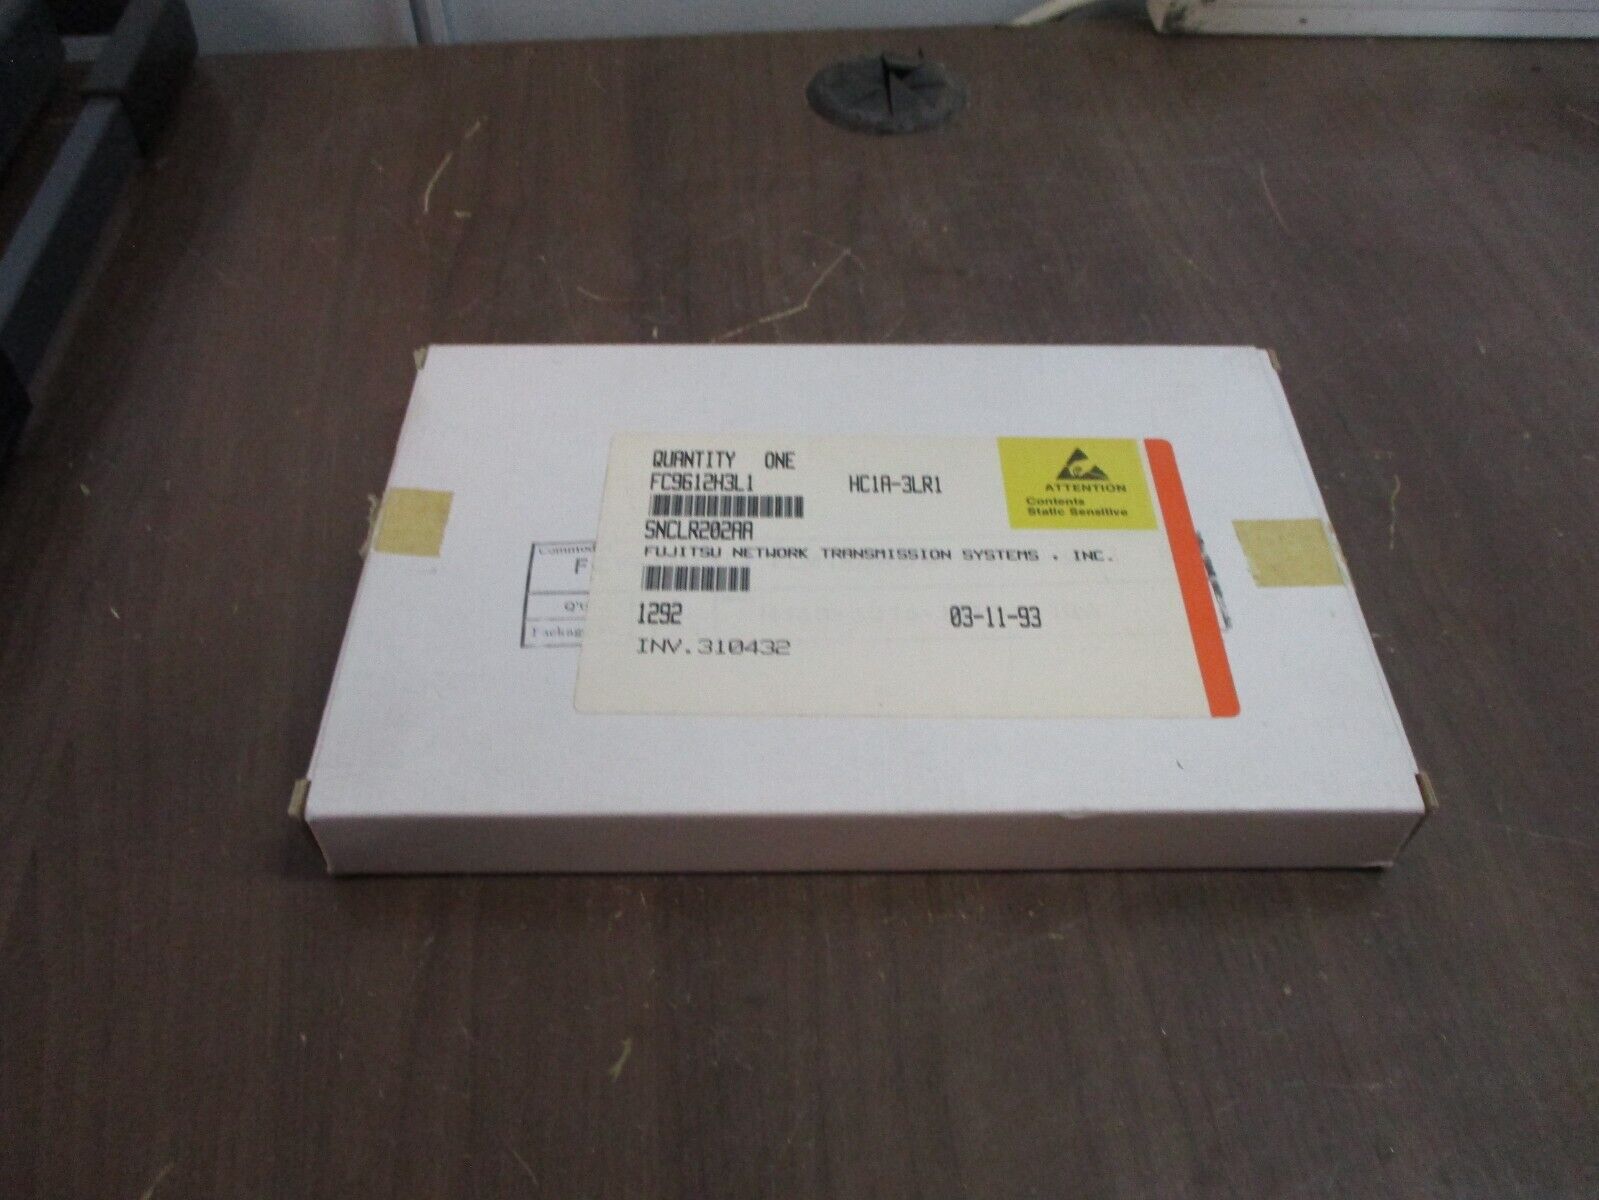 QUANTITY ONE
FC9612H3L1 HC1A-3LR1
SNCLR202AA
FUJITSU NETWORK TRANSMISSION SYSTEMS . INC.
1292 03-11-93
INV.310432
ATTENTION
Contents
Static Sensitive
F
Q'